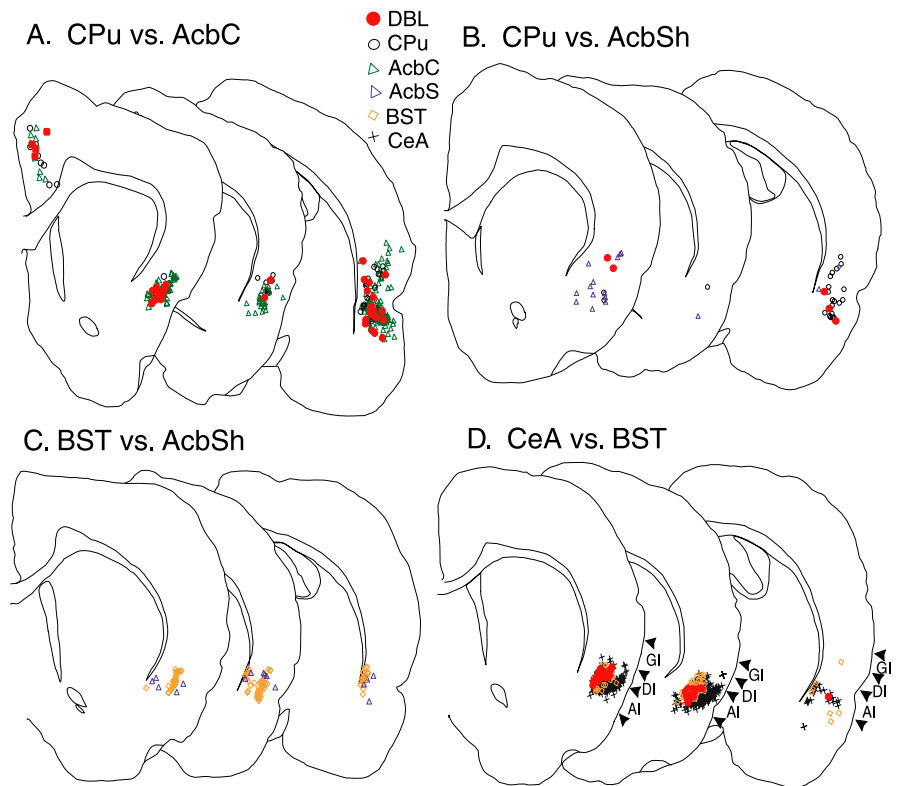 A. CPu vs. AcbC
DBL
CPu
AcbC
AcbS
BST
CeA
B. CPu vs. AcbSh
C. BST vs. AcbSh
D. CeA vs. BST
GI
DI
AI
GI
DI
AI
GI
DI
AI